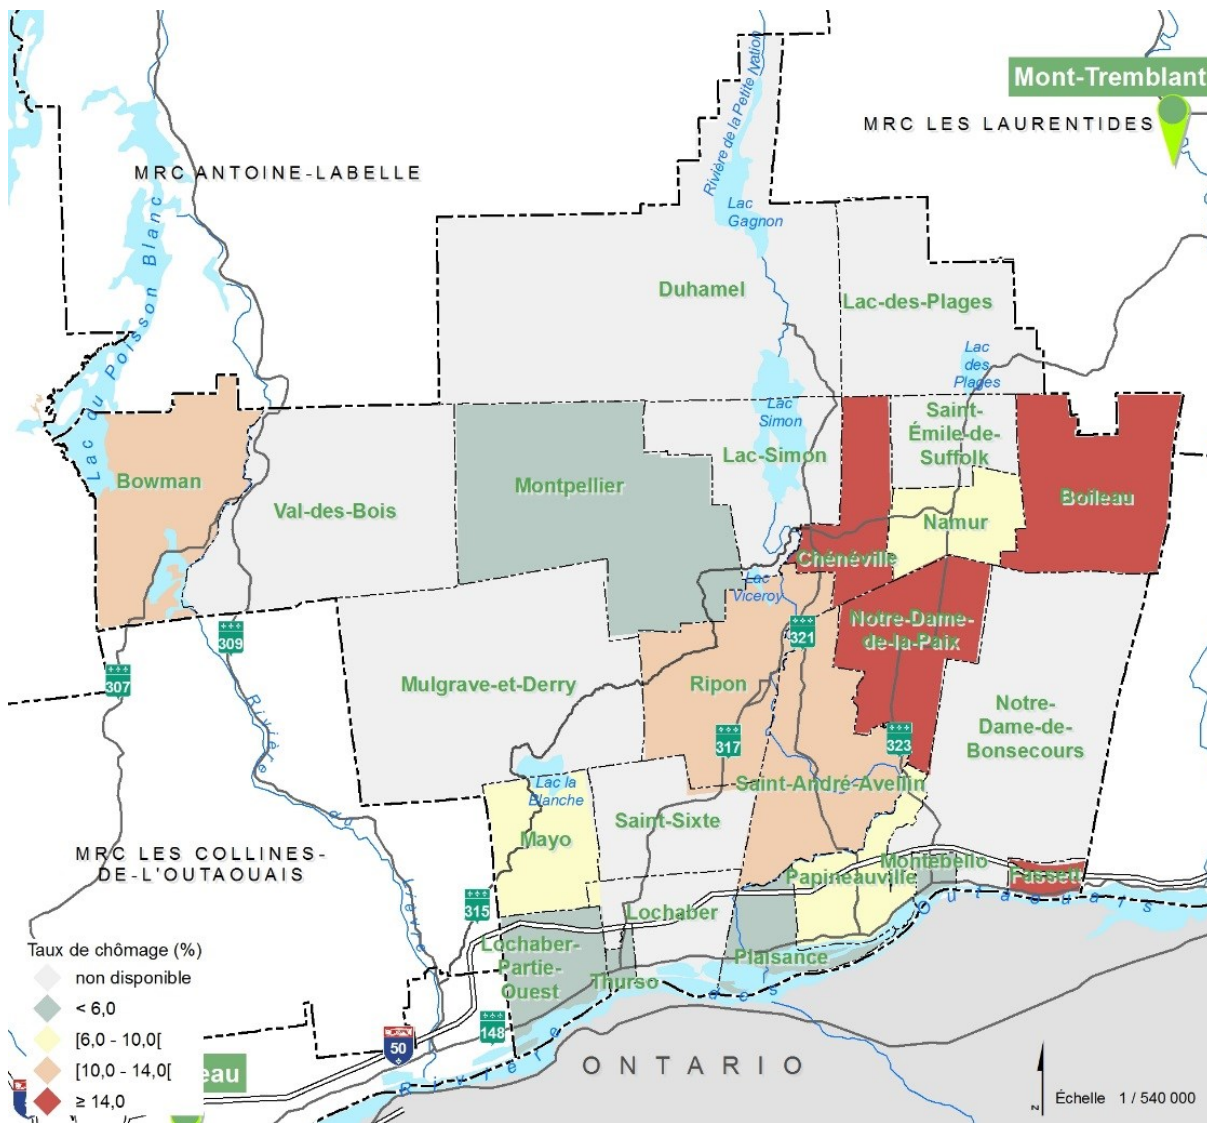 Mont-Tremblant
MRC LES LAURENTIDES
MRC ANTOINE-LABELLE
Rivière de la Petite Nation
Lac
Gagnon
Lac du Poisson Blanc
Duhamel
Lac-des-Plages
Lac
des
Plages
Lac
Simon
Saint-
Émile-de-
Suffolk
Lac-Simon
Bowman
Montpellier
Boileau
Val-des-Bois
Namur
Chénéville
Lac
Viceroy
Notre-Dame-
de-la-Paix
321
309
307
Mulgrave-et-Derry
Ripon
Notre-
Dame-de-
Bonsecours
317
323
Rivière du Lièvre
Lac la
Blanche
Saint-André-Avellin
Mayo
Saint-Sixte
MRC LES COLLINES-
DE-L'OUTAOUAIS
Montebello
Papineauville
Fassett
315
Lochaber
Lochaber-
Partie-
Ouest
Plaisance
Thurso
148
50
Rivière des Outaouais
ONTARIO
Taux de chômage (%)
non disponible
< 6,0
[6,0 - 10,0[
[10,0 - 14,0[
≥ 14,0
eau
N
Échelle 1 / 540 000